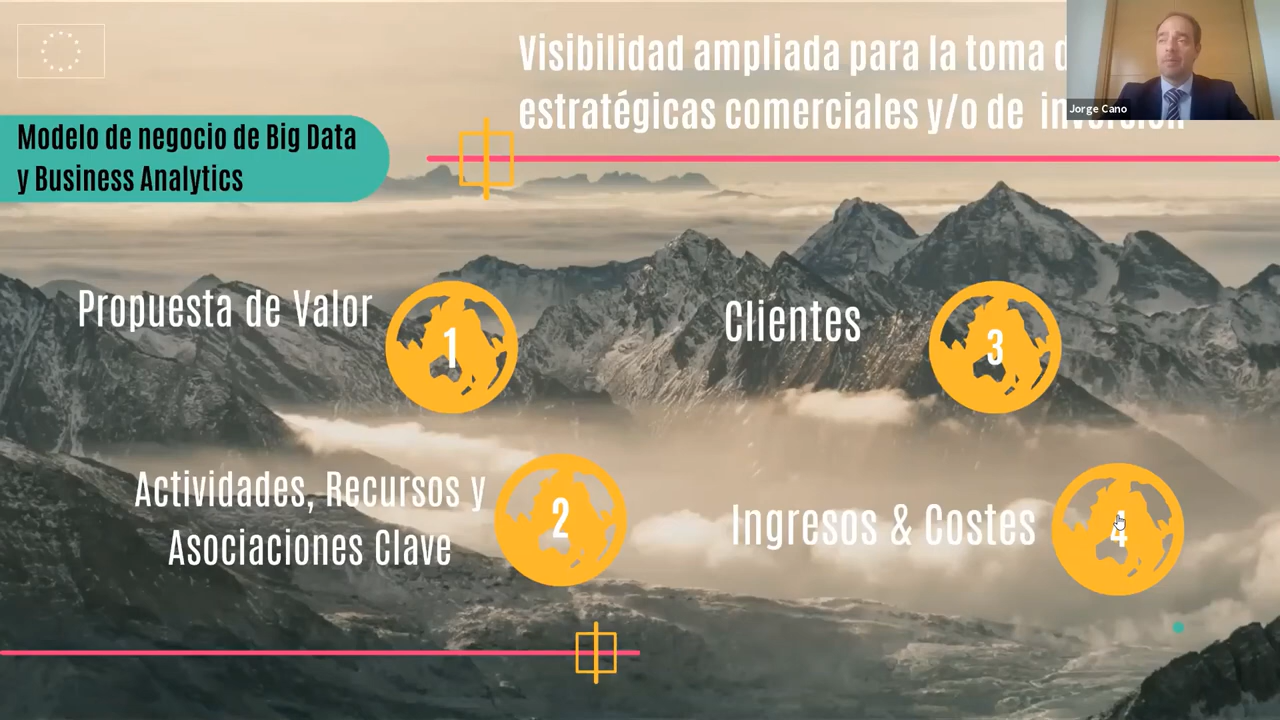 Visibilidad ampliada para la toma
estratégicas comerciales y/o de
Jorge Cano
Modelo de negocio de Big Data
y Business Analytics
Propuesta de Valor
1
Clientes
3
Actividades, Recursos y
Asociaciones Clave
2
Ingresos & Costes
4